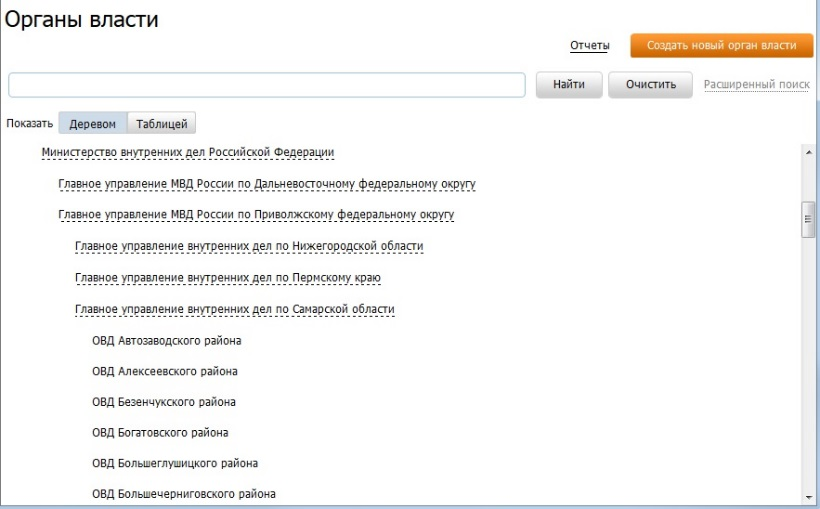 Органы власти
Отчеты
Создать новый орган власти
Найти
Очистить
Расширенный поиск
Показать
Деревом
Таблицей
Министерство внутренних дел Российской Федерации
Главное управление МВД России по Дальневосточному федеральному округу
Главное управление МВД России по Приволжскому федеральному округу
Главное управление внутренних дел по Нижегородской области
Главное управление внутренних дел по Пермскому краю
Главное управление внутренних дел по Самарской области
ОВД Автозаводского района
ОВД Алексеевского района
ОВД Безенчукского района
ОВД Богатовского района
ОВД Большеглушицкого района
ОВД Большечерниговского района